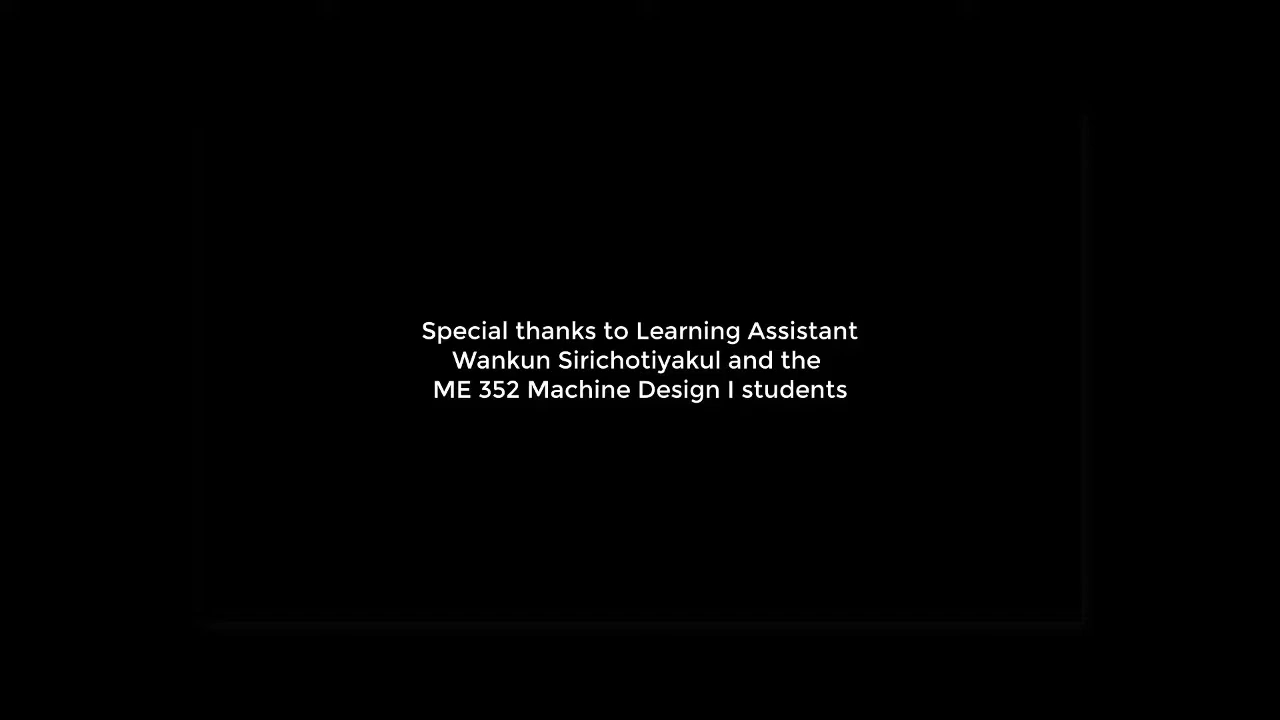 Special thanks to Learning Assistant
Wankun Sirichotiyakul and the
ME 352 Machine Design I students